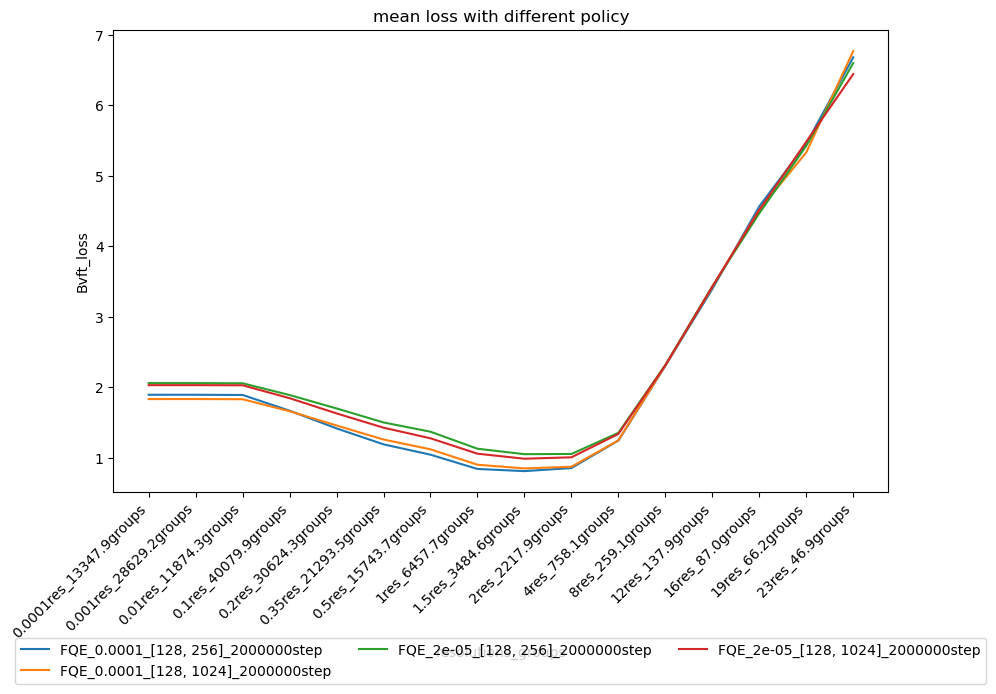 mean loss with different policy
7
6
5
4
3
2
1
Bvft_loss
0.0001res_13347.9groups
0.001res_28629.2groups
0.01res_11874.3groups
0.1res_40079.9groups
0.2res_30624.3groups
0.35res_21293.5groups
0.5res_15743.7groups
1res_6457.7groups
1.5res_3484.6groups
2res_2217.9groups
4res_758.1groups
8res_259.1groups
12res_137.9groups
16res_87.0groups
19res_66.2groups
23res_46.9groups
FQE_0.0001_[128, 256]_2000000step
FQE_2e-05_[128, 256]_2000000step
FQE_2e-05_[128, 1024]_2000000step
FQE_0.0001_[128, 1024]_2000000step